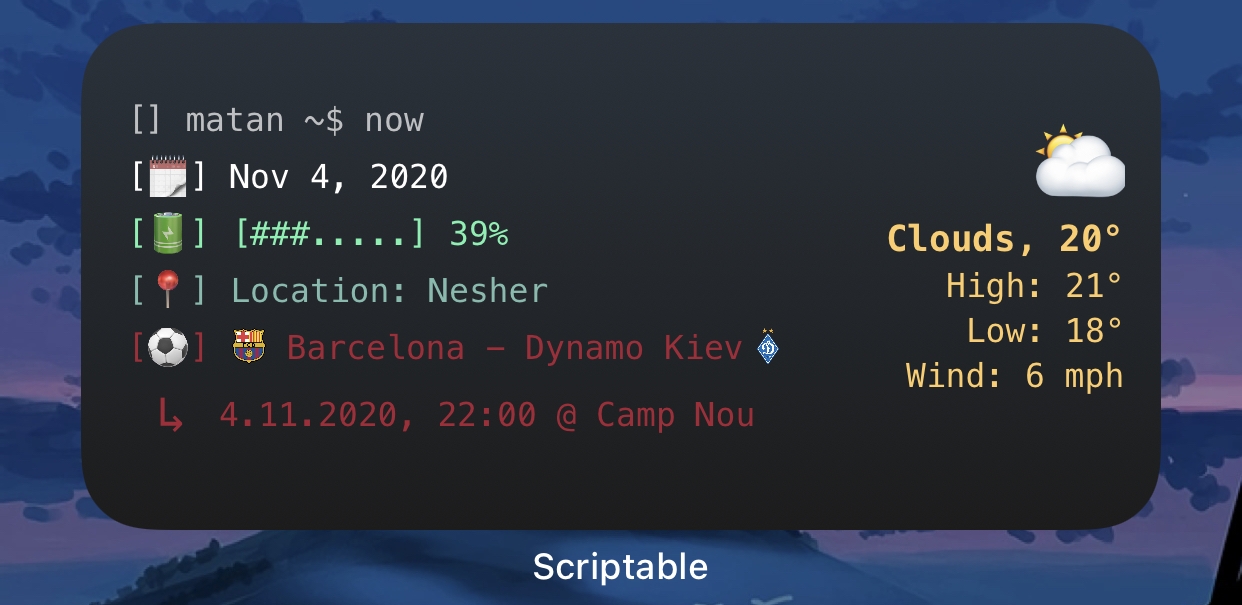 [] matan ~$ now
[🗓] Nov 4, 2020
[🔋] [###.....] 39%
[📍] Location: Nesher
[⚽] Barcelona – Dynamo Kiev
↳ 4.11.2020, 22:00 @ Camp Nou
Clouds, 20°
High: 21°
Low: 18°
Wind: 6 mph
Scriptable